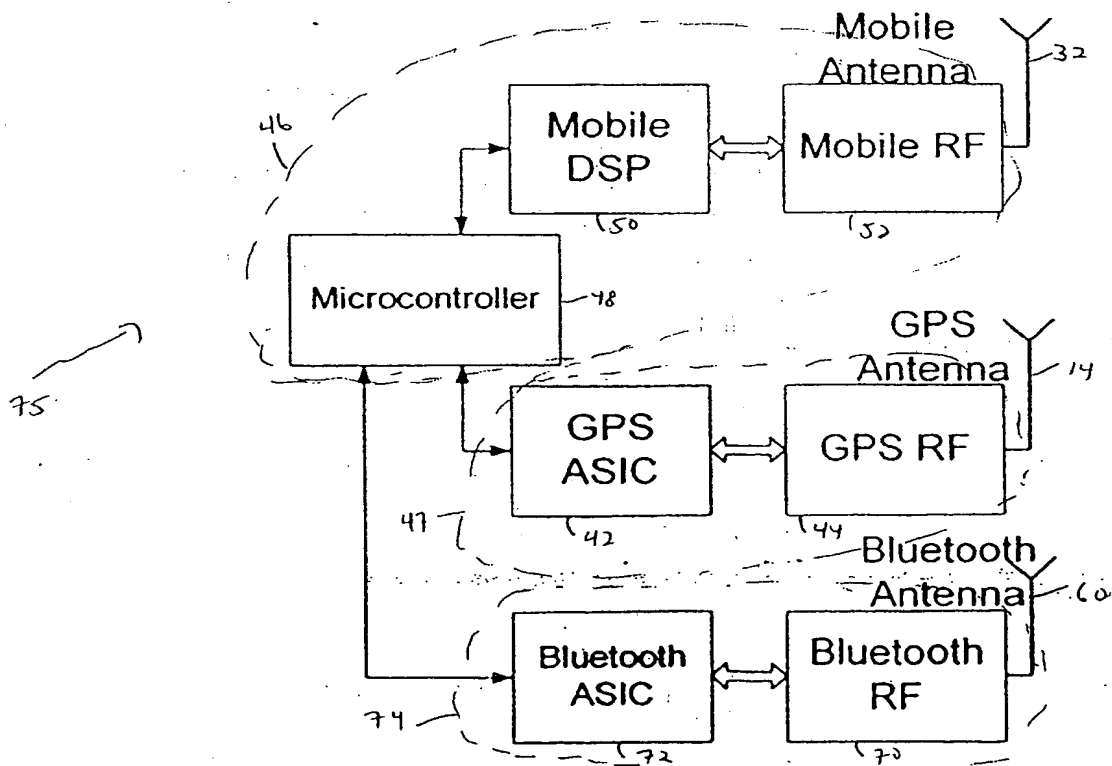 Mobile
Antenna
32
46
Mobile
DSP
Mobile RF
50
52
Microcontroller
48
75
GPS
Antenna
14
GPS
ASIC
GPS RF
47
42
44
Bluetooth
Antenna
60
Bluetooth
ASIC
Bluetooth
RF
74
72
70